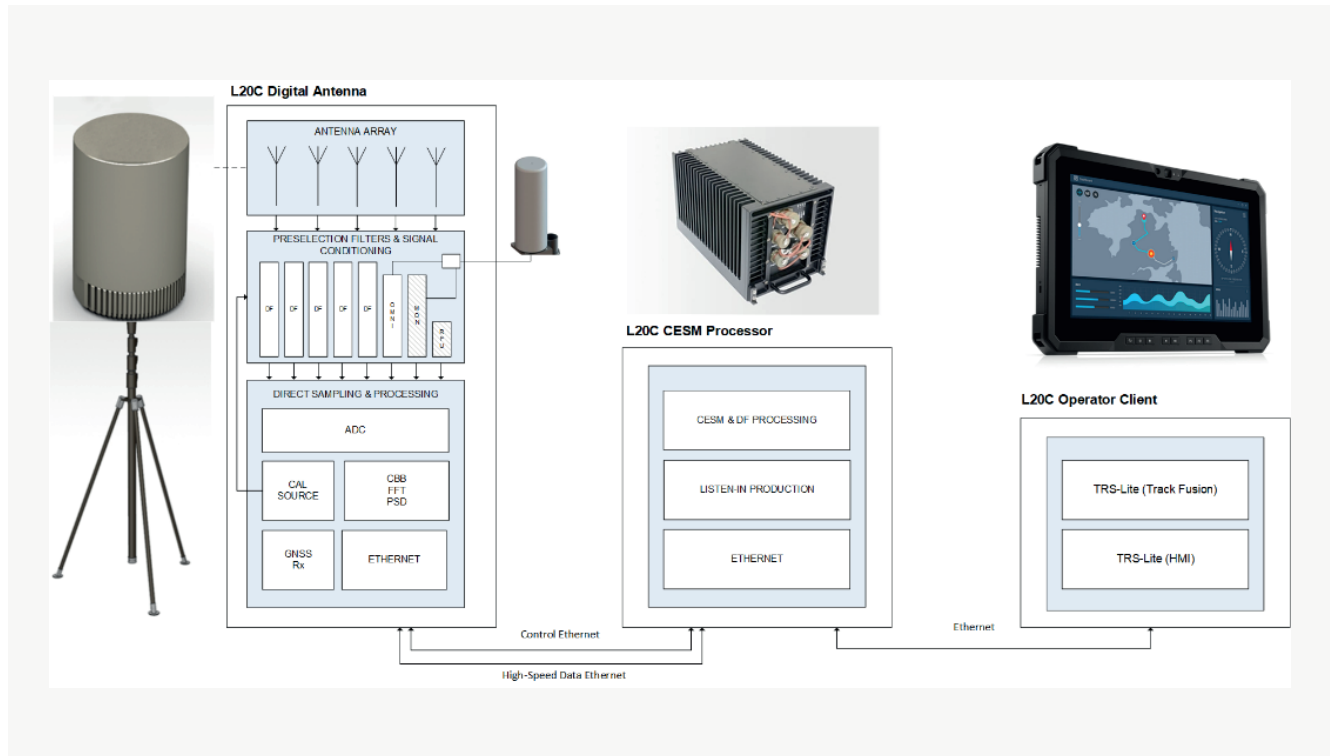 L20C Digital Antenna
ANTENNA ARRAY
PRESELECTION FILTERS & SIGNAL
CONDITIONING
DF
DF
DF
DF
DF
OMNI
MON
DIRECT SAMPLING & PROCESSING
ADC
CAL
SOURCE
CBB
FFT
PSD
GNSS
Rx
ETHERNET
L20C CESM Processor
CESM & DF PROCESSING
LISTEN-IN PRODUCTION
ETHERNET
L20C Operator Client
TRS-Lite (Track Fusion)
TRS-Lite (HMI)
Control Ethernet
High-Speed Data Ethernet
Ethernet